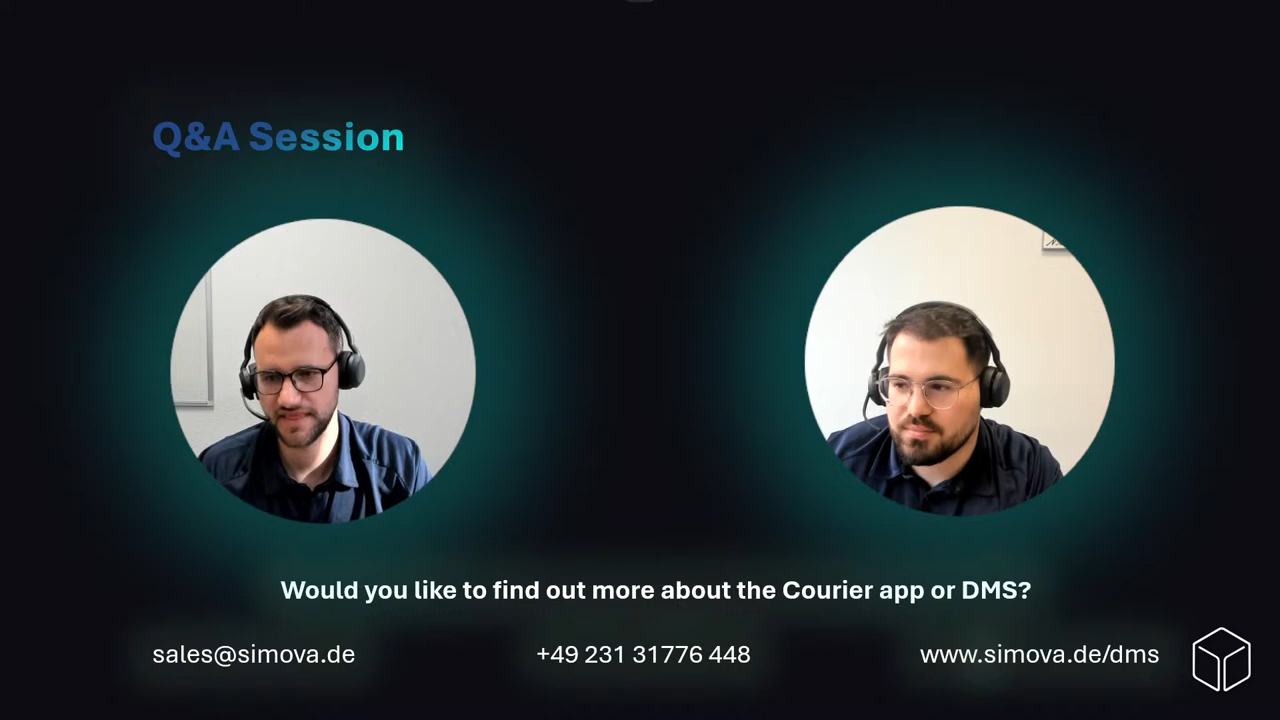 Q&A Session
Would you like to find out more about the Courier app or DMS?
sales@simova.de
+49 231 31776 448
www.simova.de/dms